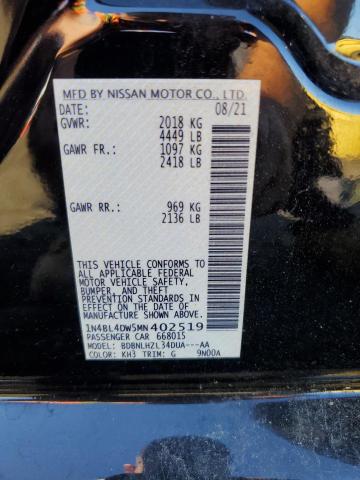 MFD BY NISSAN MOTOR CO., LTD.
DATE: 08/21
GVWR: 2018 KG
4449 LB
GAWR FR.: 1097 KG
2418 LB
GAWR RR.: 969 KG
2136 LB
THIS VEHICLE CONFORMS TO
ALL APPLICABLE FEDERAL
MOTOR VEHICLE SAFETY,
BUMPER, AND THEFT
PREVENTION STANDARDS
IN EFFECT ON THE DATE OF
MANUFACTURE SHOWN ABOVE.
1N4BL4DW5MN402519
PASSENGER CAR 668015
MODEL: BDBNLHZL34DUA---AA
COLOR: KH3 TRIM: G 9N00A